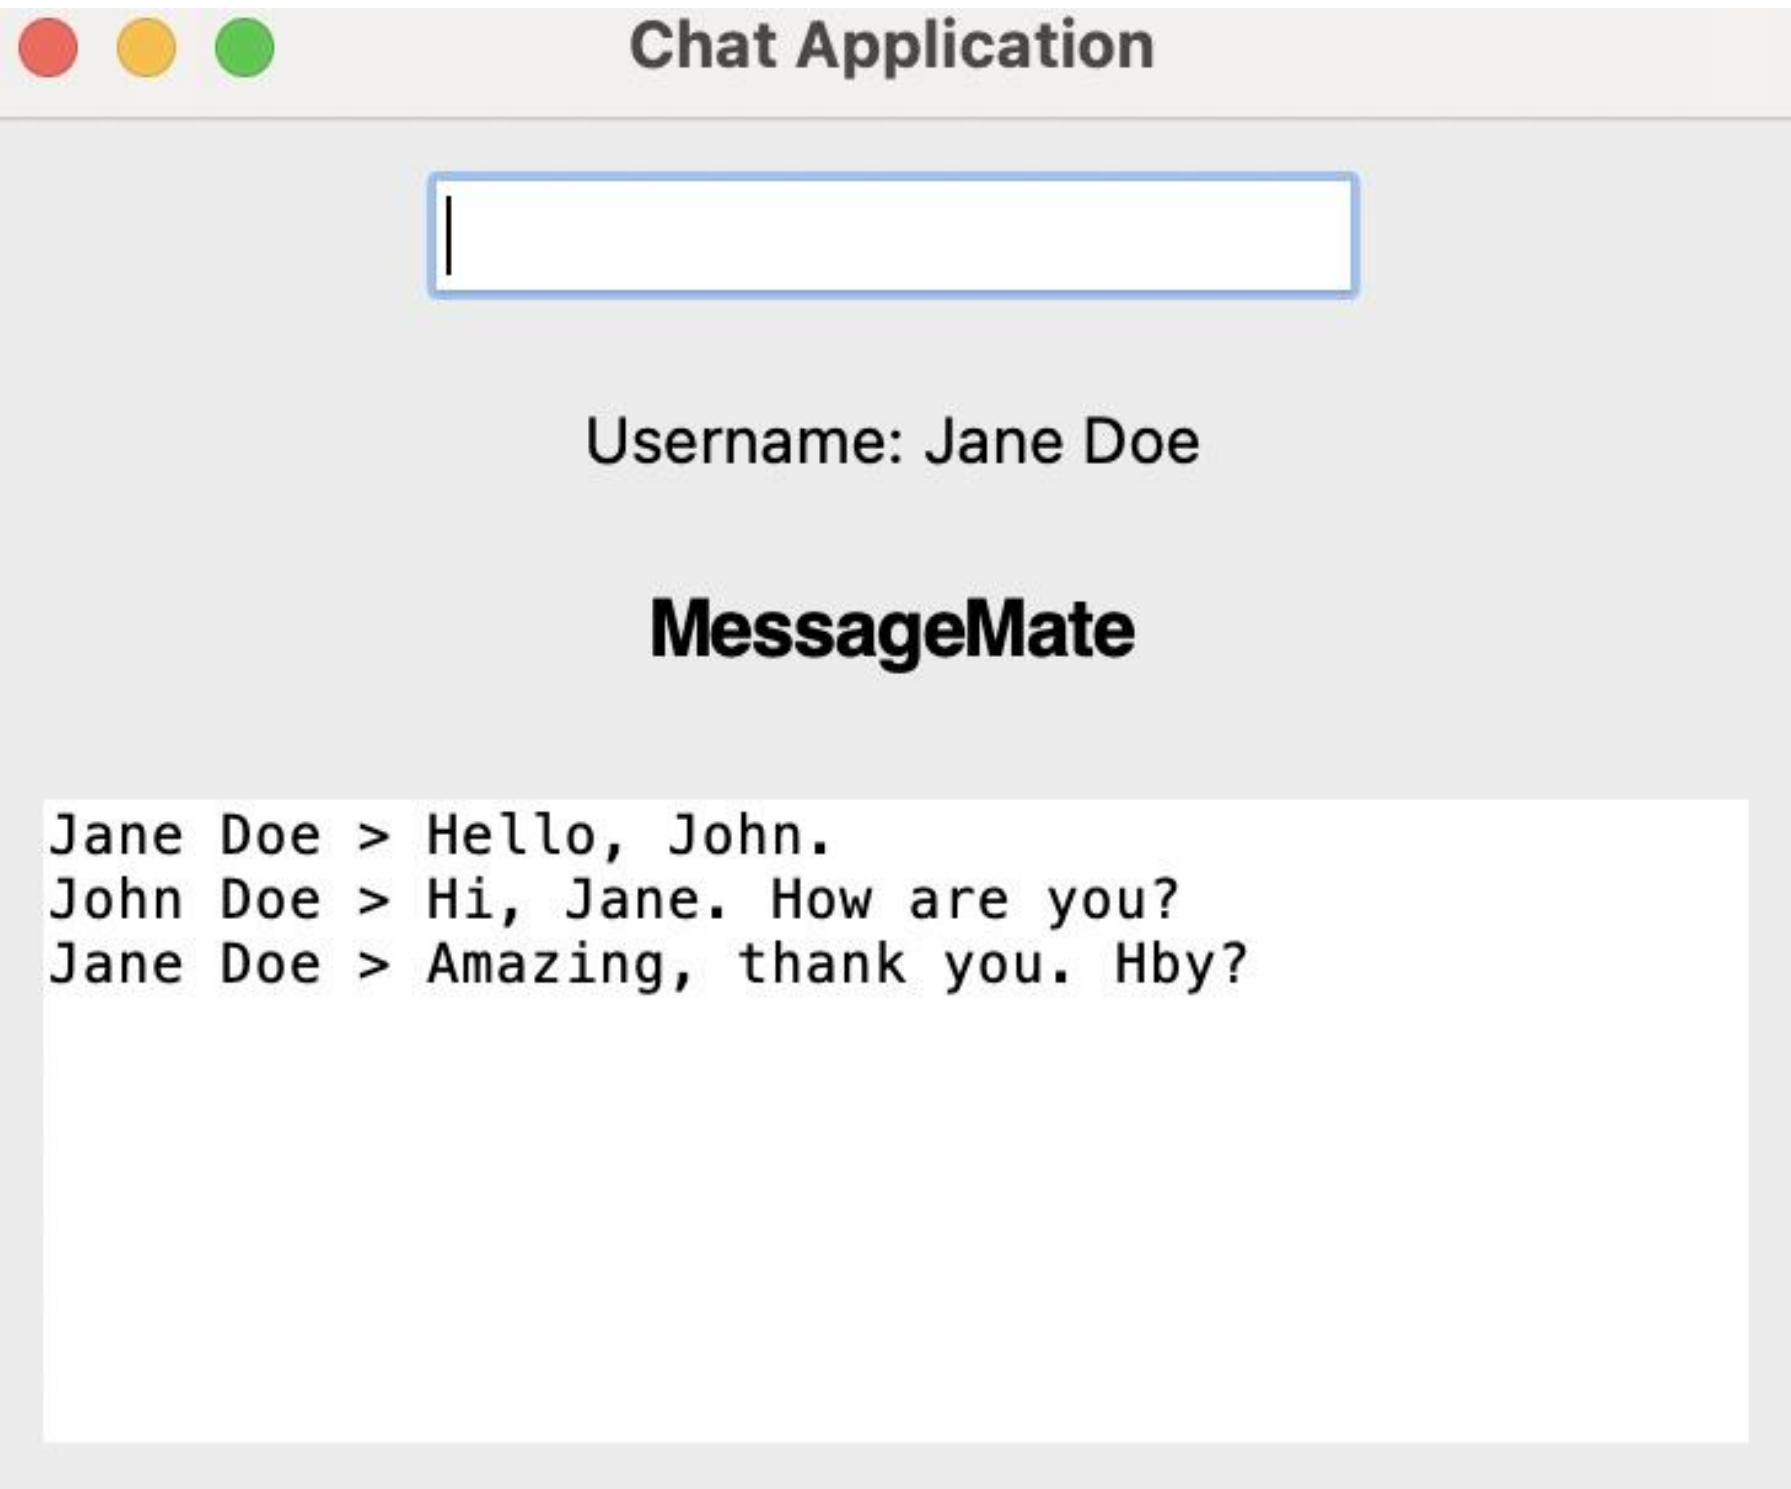 Chat Application
Username: Jane Doe
MessageMate
Jane Doe > Hello, John.
John Doe > Hi, Jane. How are you?
Jane Doe > Amazing, thank you. Hby?